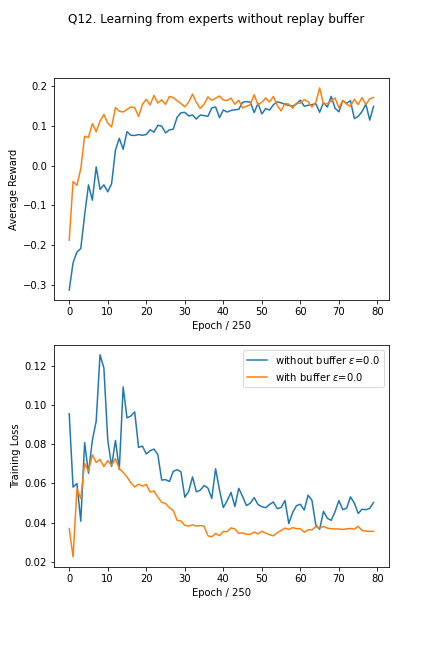 Q12. Learning from experts without replay buffer
0.2
0.1
0.0
−0.1
−0.2
−0.3
Average Reward
0 10 20 30 40 50 60 70 80
Epoch / 250
without buffer ε=0.0
with buffer ε=0.0
0.12
0.10
0.08
0.06
0.04
0.02
Training Loss
0 10 20 30 40 50 60 70 80
Epoch / 250